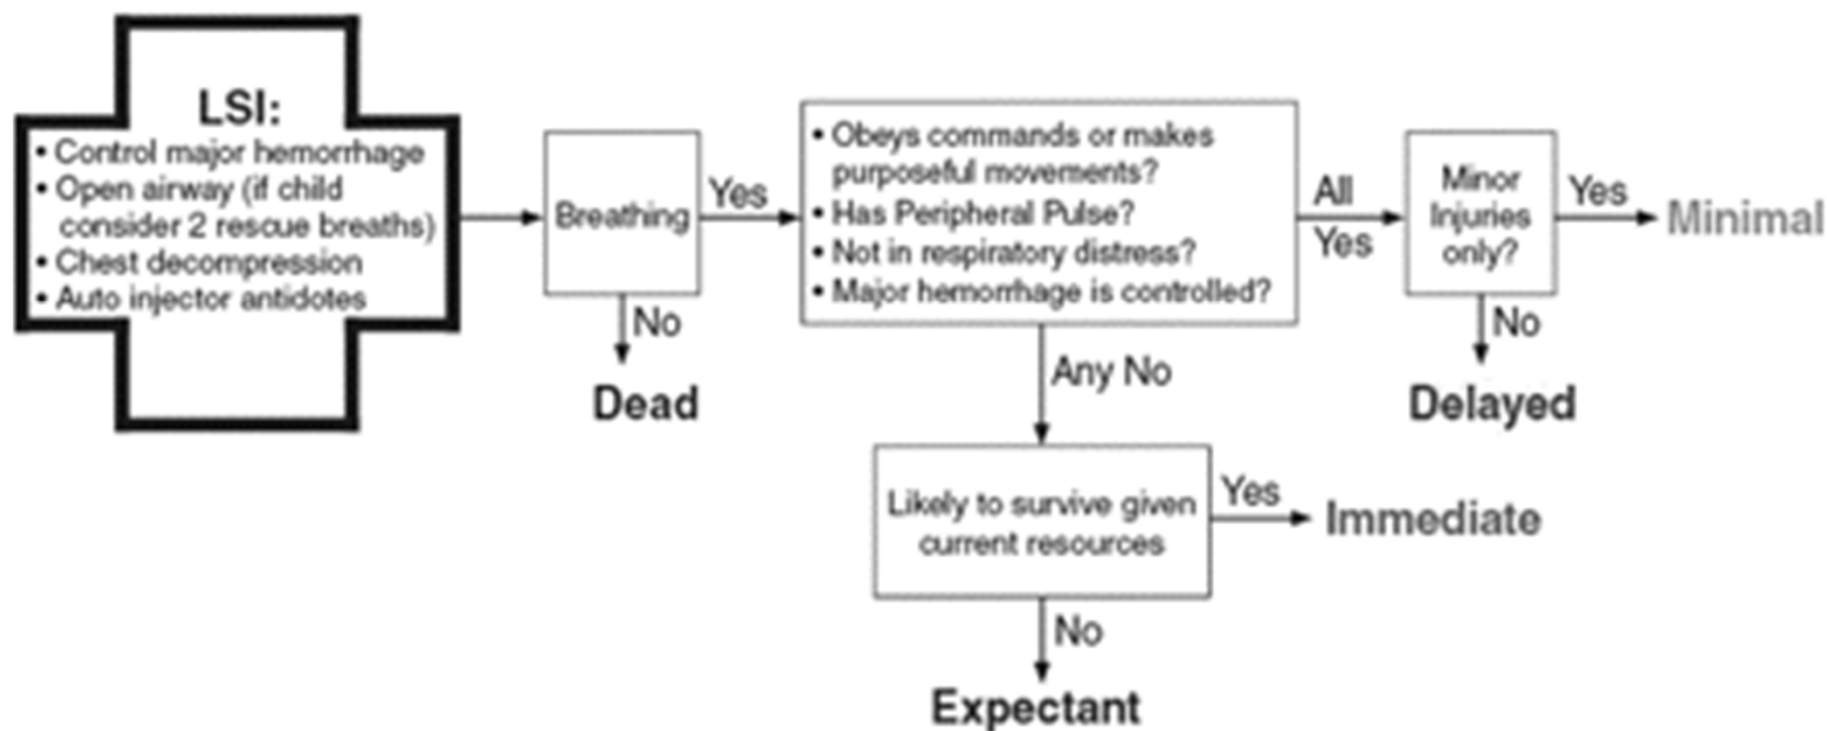 LSI:
• Control major hemorrhage
• Open airway (if child
consider 2 rescue breaths)
• Chest decompression
• Auto injector antidotes
Breathing
Yes
No
Dead
• Obeys commands or makes
purposeful movements?
• Has Peripheral Pulse?
• Not in respiratory distress?
• Major hemorrhage is controlled?
All
Yes
Minor
Injuries
only?
Yes
Minimal
No
Delayed
Any No
Likely to survive given
current resources
Yes
Immediate
No
Expectant